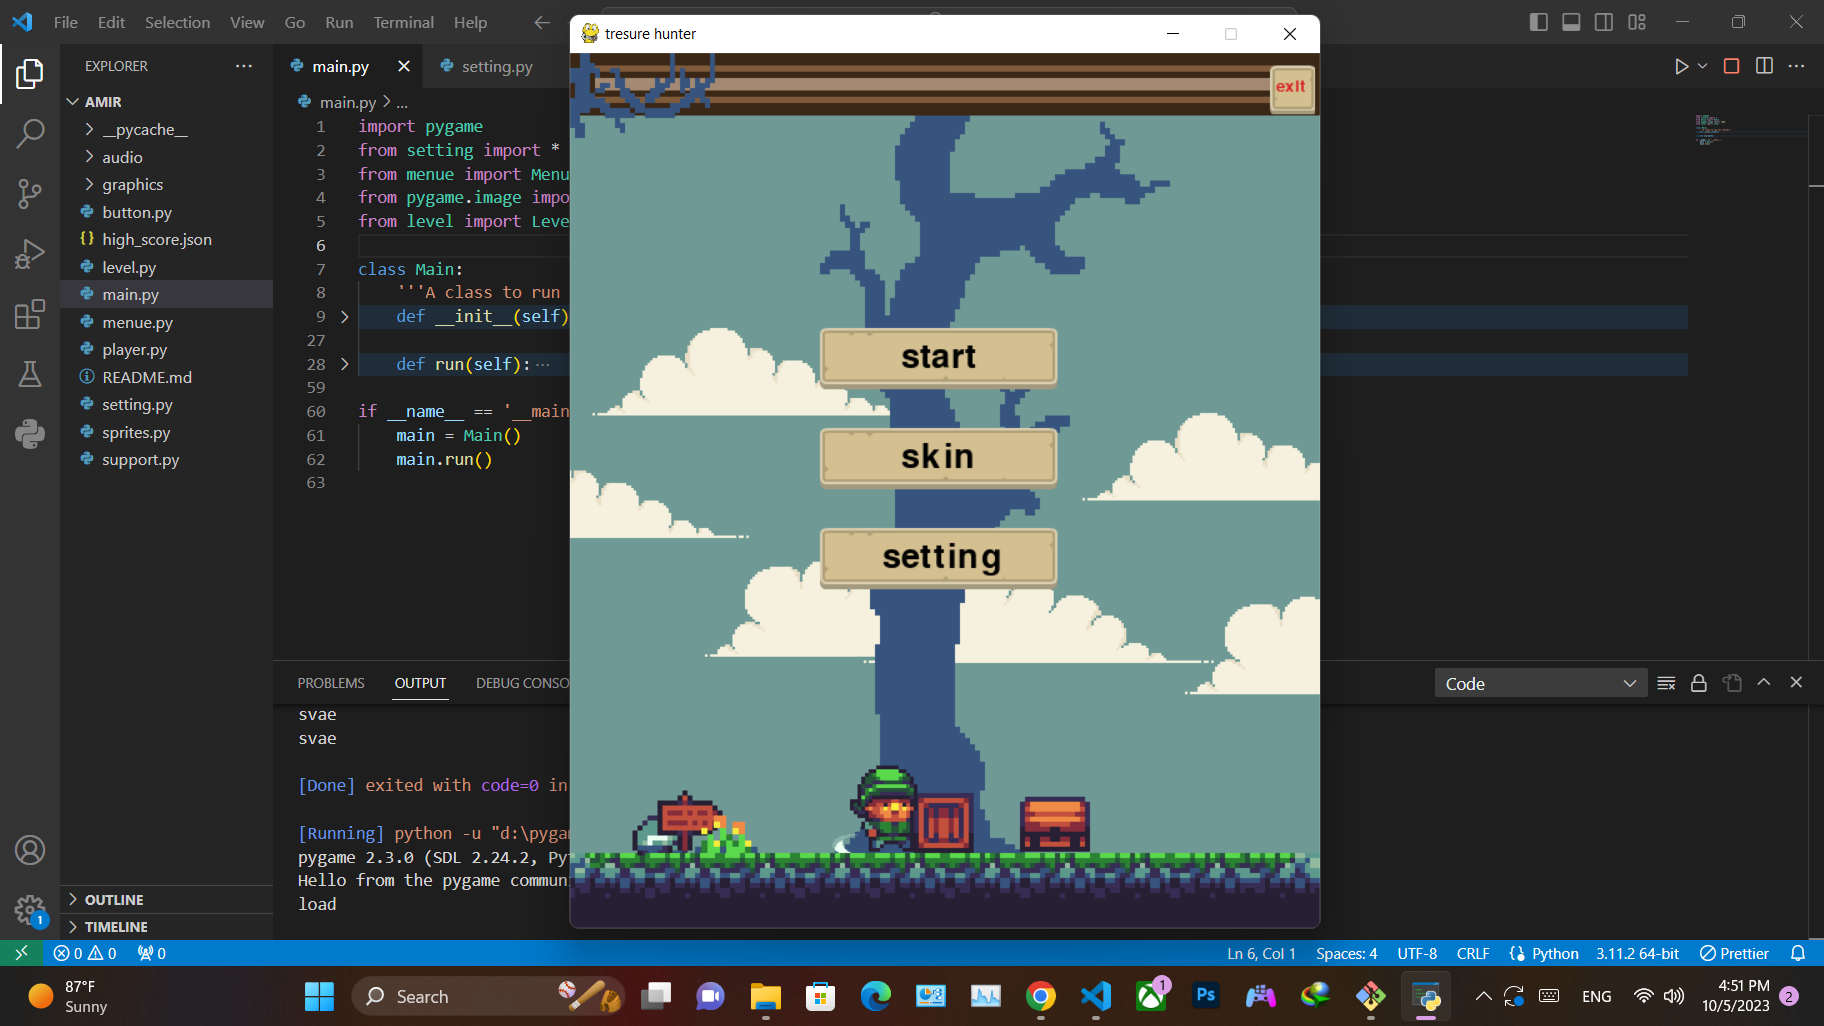 File Edit Selection View Go Run Terminal Help
tresure hunter
EXPLORER
main.py
setting.py
exit
AMIR
__pycache__
audio
graphics
button.py
high_score.json
level.py
main.py
menue.py
player.py
README.md
setting.py
sprites.py
support.py
OUTLINE
TIMELINE
main.py > ...
1 import pygame
2 from setting import *
3 from menue import Menu
4 from pygame.image impo
5 from level import Leve
6
7 class Main:
8 '''A class to run
9 def __init__(self)
27
28 def run(self): ...
59
60 if __name__ == '__main
61 main = Main()
62 main.run()
63
start
skin
setting
PROBLEMS OUTPUT DEBUG CONSO
Code
svae
svae
[Done] exited with code=0 in
[Running] python -u "d:\pygam
pygame 2.3.0 (SDL 2.24.2, Pyt
Hello from the pygame commun
load
1
0 0 0
Ln 6, Col 1 Spaces: 4 UTF-8 CRLF Python 3.11.2 64-bit Prettier
87°F
Sunny
Search
1
Ps
ENG
4:51 PM
10/5/2023
2